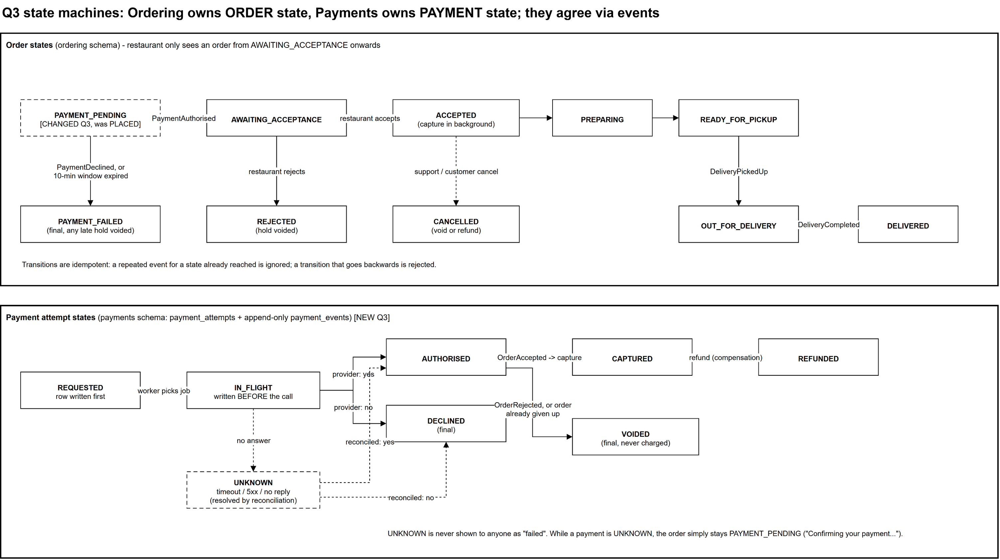 Q3 state machines: Ordering owns ORDER state, Payments owns PAYMENT state; they agree via events
Order states (ordering schema) - restaurant only sees an order from AWAITING_ACCEPTANCE onwards
PAYMENT_PENDING
[CHANGED Q3, was PLACED]
PaymentAuthorised
AWAITING_ACCEPTANCE
restaurant accepts
ACCEPTED
(capture in background)
PREPARING
READY_FOR_PICKUP
PaymentDeclined, or
10-min window expired
restaurant rejects
support / customer cancel
DeliveryPickedUp
PAYMENT_FAILED
(final, any late hold voided)
REJECTED
(hold voided)
CANCELLED
(void or refund)
OUT_FOR_DELIVERY
DeliveryCompleted
DELIVERED
Transitions are idempotent: a repeated event for a state already reached is ignored; a transition that goes backwards is rejected.
Payment attempt states (payments schema: payment_attempts + append-only payment_events) [NEW Q3]
AUTHORISED
OrderAccepted -> capture
CAPTURED
refund (compensation)
REFUNDED
provider: yes
REQUESTED
row written first
worker picks job
IN_FLIGHT
written BEFORE the call
provider: no
OrderRejected, or order
already given up
DECLINED
(final)
VOIDED
(final, never charged)
no answer
reconciled: yes
UNKNOWN
timeout / 5xx / no reply
(resolved by reconciliation)
reconciled: no
UNKNOWN is never shown to anyone as "failed". While a payment is UNKNOWN, the order simply stays PAYMENT_PENDING ("Confirming your payment...").